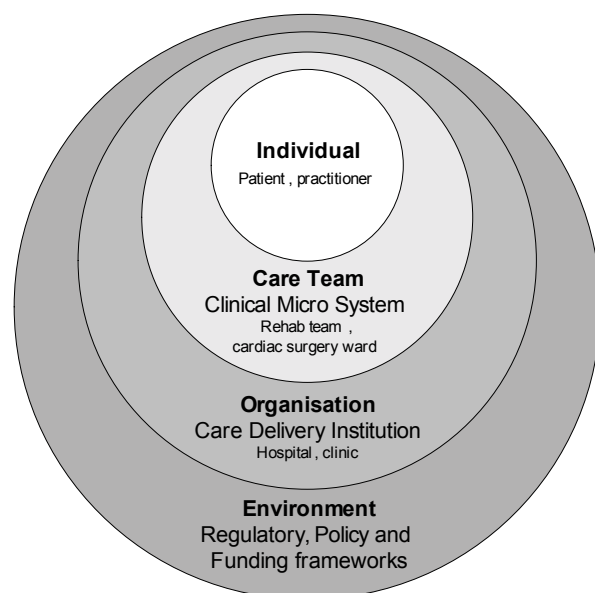 Individual
Patient , practitioner
Care Team
Clinical Micro System
Rehab team ,
cardiac surgery ward
Organisation
Care Delivery Institution
Hospital , clinic
Environment
Regulatory, Policy and
Funding frameworks